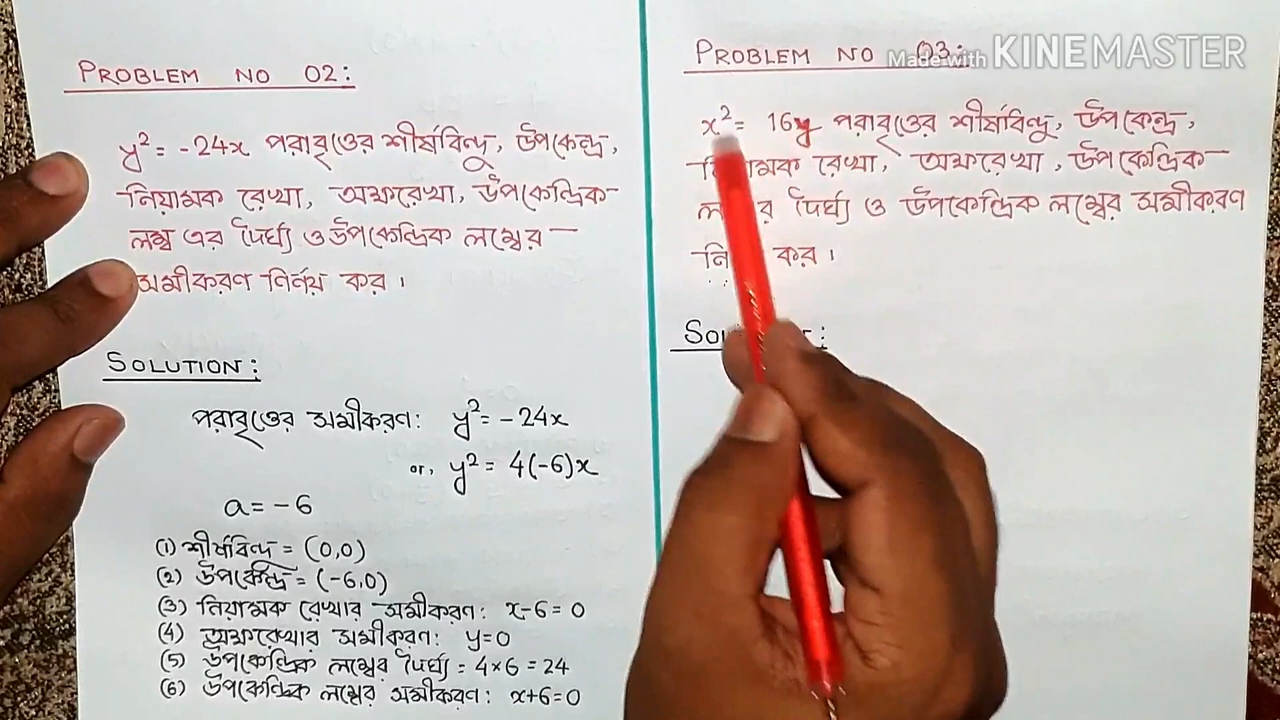 PROBLEM NO 02:
y² = -24x পরাবৃত্তের শীর্ষবিন্দু, উপকেন্দ্র,
নিয়ামক রেখা, অক্ষরেখা, উপকেন্দ্রিক
লম্ব এর দৈর্ঘ্য ও উপকেন্দ্রিক লম্বের
সমীকরণ নির্নয় কর।
SOLUTION:
পরাবৃত্তের সমীকরণ: y² = -24x
or, y² = 4(-6)x
a = -6
(1) শীর্ষবিন্দু = (0,0)
(2) উপকেন্দ্র = (-6,0)
(3) নিয়ামক রেখার সমীকরণ: x-6=0
(4) অক্ষরেখার সমীকরণ: y=0
(5) উপকেন্দ্রিক লম্বের দৈর্ঘ্য = 4×6 = 24
(6) উপকেন্দ্রিক লম্বের সমীকরণ: x+6=0
PROBLEM NO 03:
Made with KINEMASTER
x² = 16y পরাবৃত্তের শীর্ষবিন্দু, উপকেন্দ্র,
রেখা, অক্ষরেখা, উপকেন্দ্রিক
দৈর্ঘ্য ও উপকেন্দ্রিক লম্বের সমীকরণ
কর।